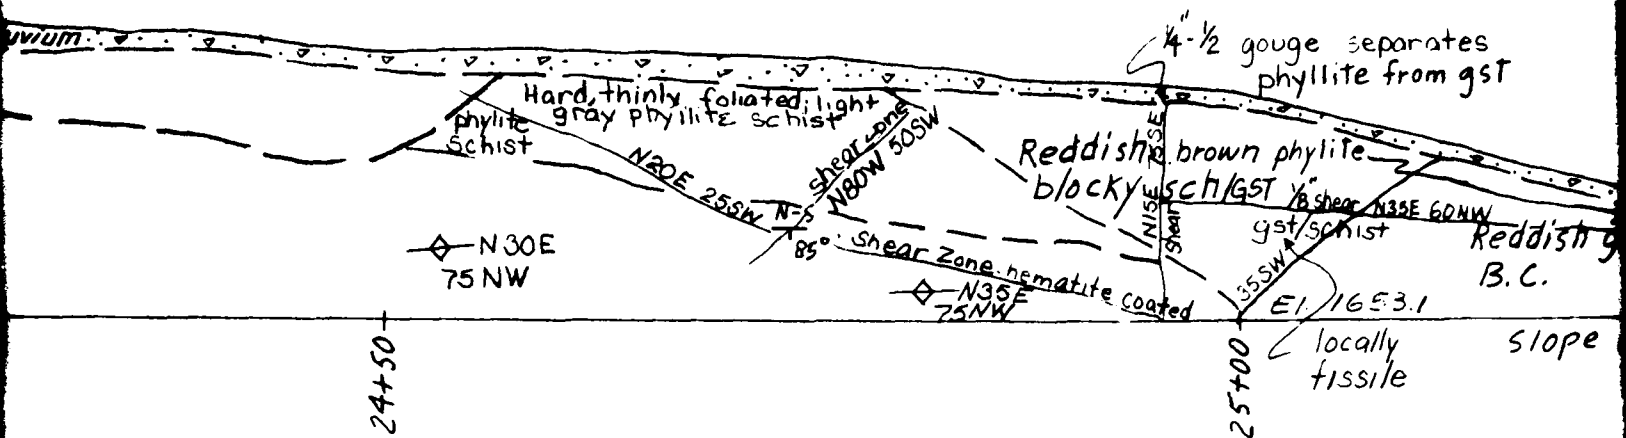 uvium
1/4"-1/2 gouge separates
phyllite from gst
Hard, thinly foliated, light
gray phyllite schist
phylite
schist
shear zone
N80W 50SW
N20E 25SW
N-S
85°
Shear Zone-hematite coated
N30E
75 NW
N35E
75NW
N15E 75SE
Shear
Reddish brown phylite
blocky sch/GST
1/8" shear N35E 60NW
gst/schist
Reddish g
B.C.
35SW
El. 1653.1
locally
fissile
Slope
24+50
25+00